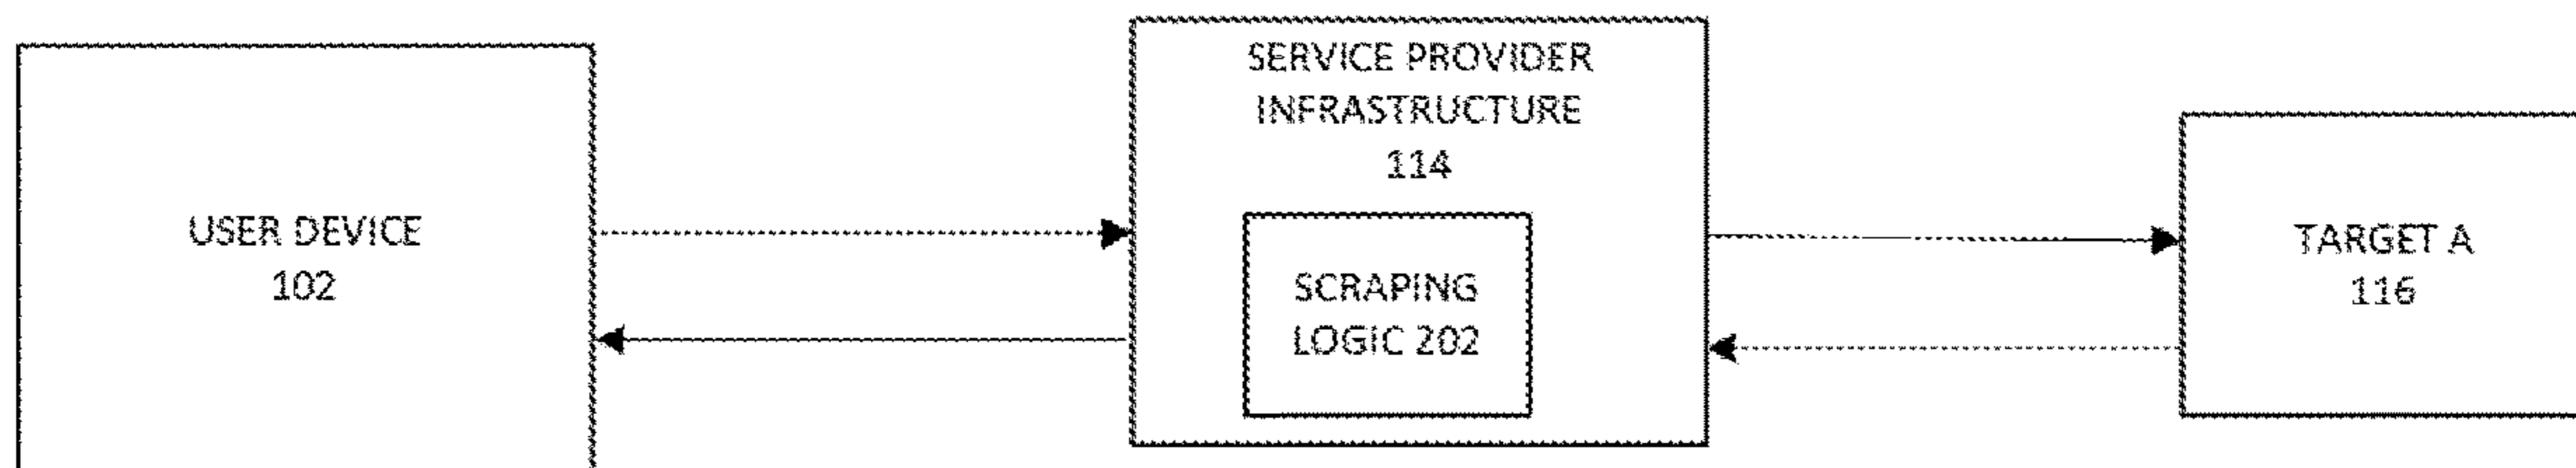 USER DEVICE
102
SERVICE PROVIDER
INFRASTRUCTURE
114
SCRAPING
LOGIC 202
TARGET A
116